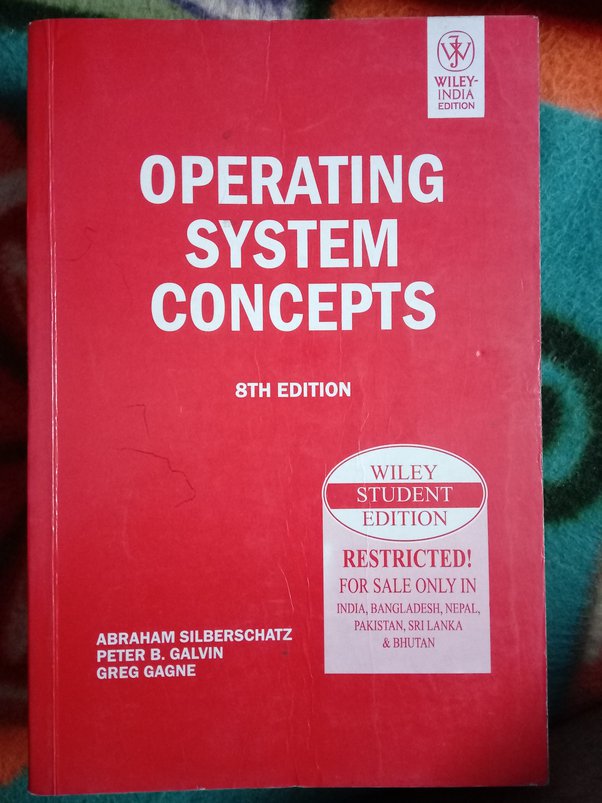 WILEY-
INDIA
EDITION
OPERATING
SYSTEM
CONCEPTS
8TH EDITION
WILEY
STUDENT
EDITION
RESTRICTED!
FOR SALE ONLY IN
INDIA, BANGLADESH, NEPAL,
PAKISTAN, SRI LANKA
& BHUTAN
ABRAHAM SILBERSCHATZ
PETER B. GALVIN
GREG GAGNE